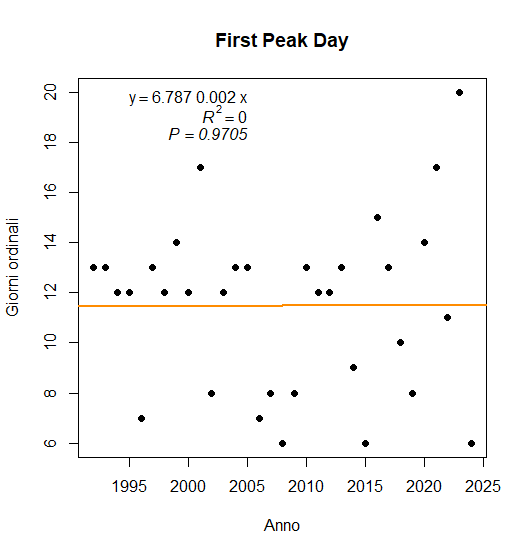 First Peak Day
y = 6.787 0.002 x
R² = 0
P = 0.9705
Giorni ordinali
20
18
16
14
12
10
8
6
1995 2000 2005 2010 2015 2020 2025
Anno